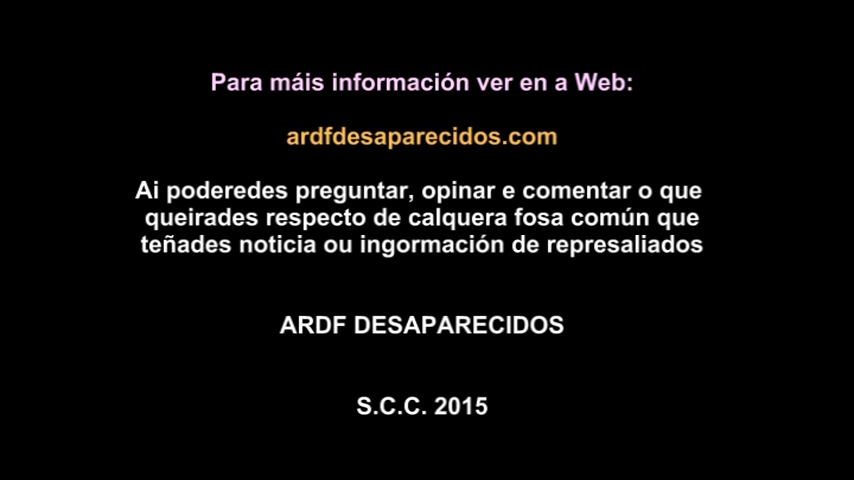 Para máis información ver en a Web:
ardfdesaparecidos.com
Ai poderedes preguntar, opinar e comentar o que
queirades respecto de calquera fosa común que
teñades noticia ou ingormación de represaliados
ARDF DESAPARECIDOS
S.C.C. 2015